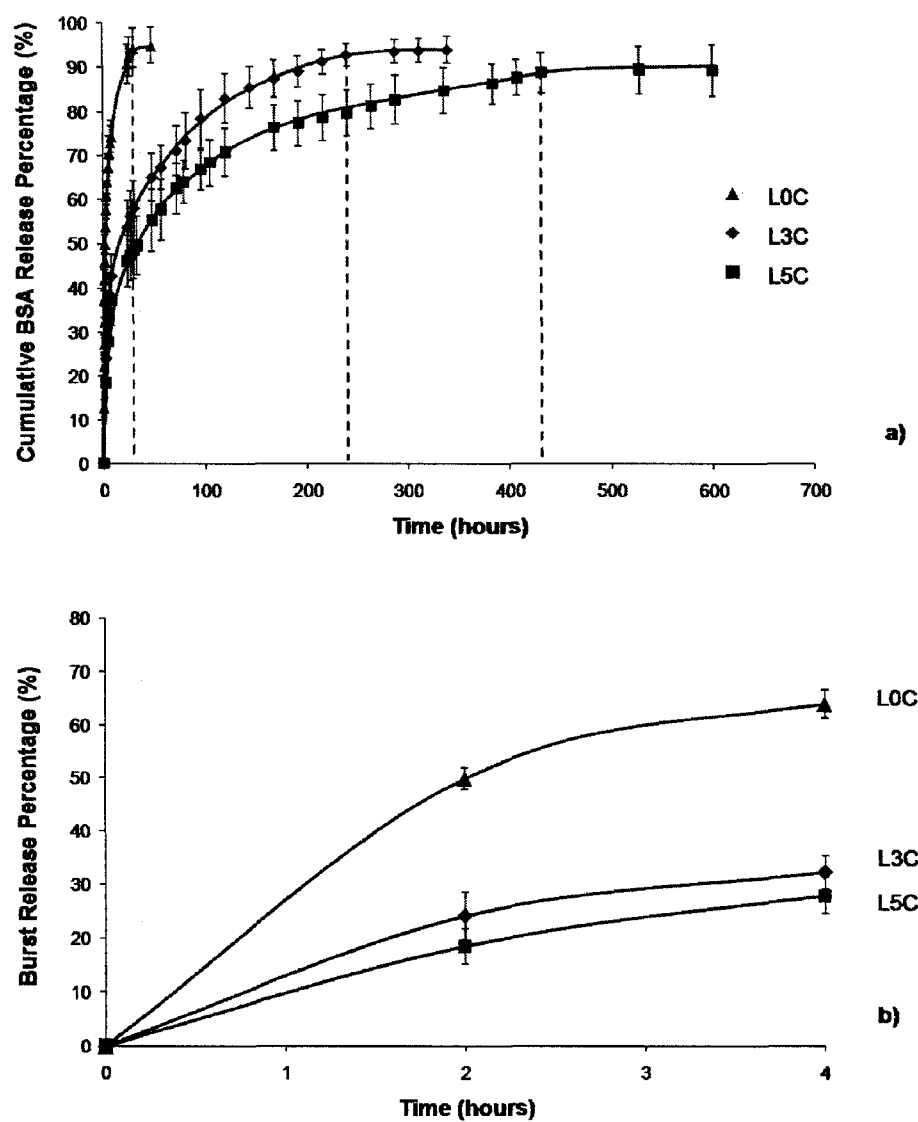 Cumulative BSA Release Percentage (%)
100
90
80
70
60
50
40
30
20
10
0
L0C
L3C
L5C
a)
0
100
200
300
400
500
600
700
Time (hours)
Burst Release Percentage (%)
80
70
60
50
40
30
20
10
0
L0C
L3C
L5C
b)
0
1
2
3
4
Time (hours)